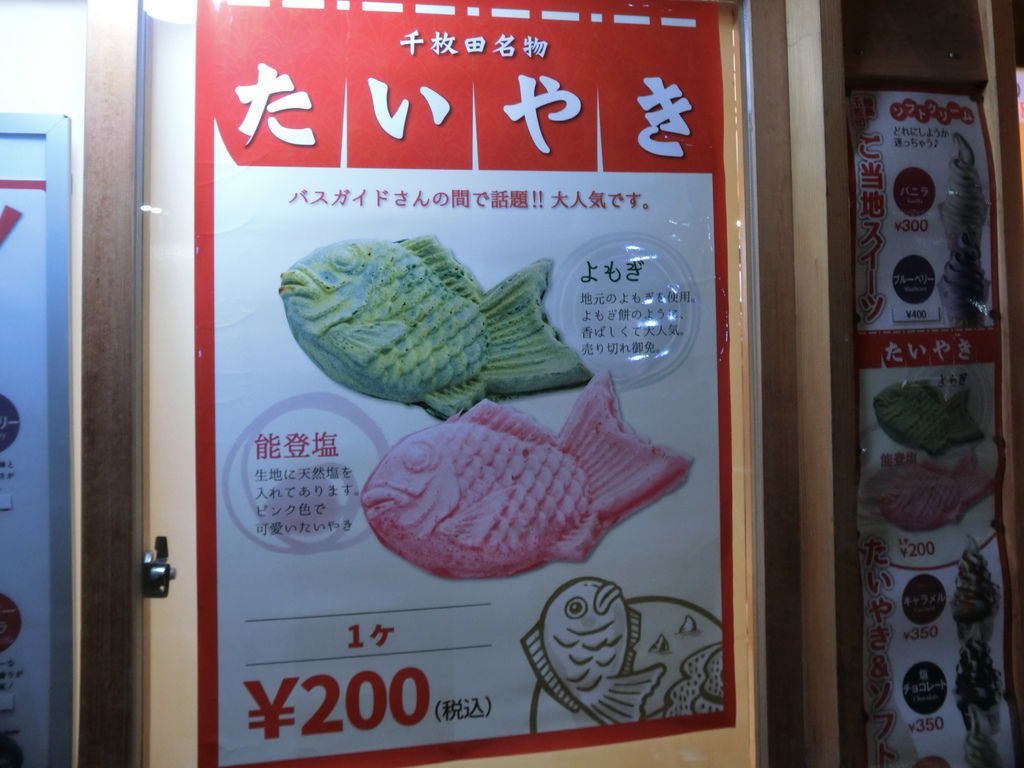 千枚田名物
たいやき
バスガイドさんの間で話題!! 大人気です。
よもぎ
地元のよもぎを使用。
よもぎ餅のように、
香ばしくて大人気。
売り切れ御免。
能登塩
生地に天然塩を
入れてあります。
ピンク色で
可愛いたいやき
1ケ
¥200(税込)
ソフトクリーム
どれにしようか
迷っちゃう♪
ご当地スイーツ
バニラ
Vanilla
¥300
ブルーベリー
¥400
たいやき
よもぎ
能登塩
1ケ
¥200
たいやき&ソフト
キャラメル
¥350
塩
チョコレート
Chocolate
¥350